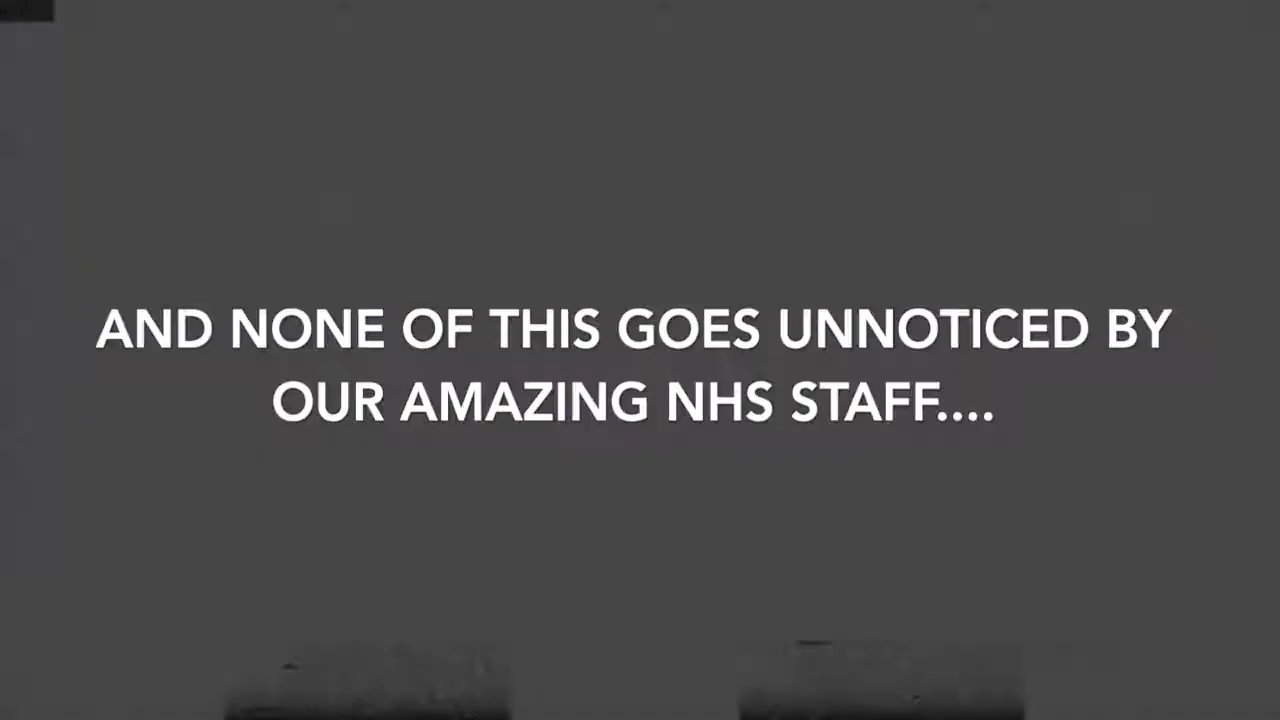 AND NONE OF THIS GOES UNNOTICED BY
OUR AMAZING NHS STAFF....